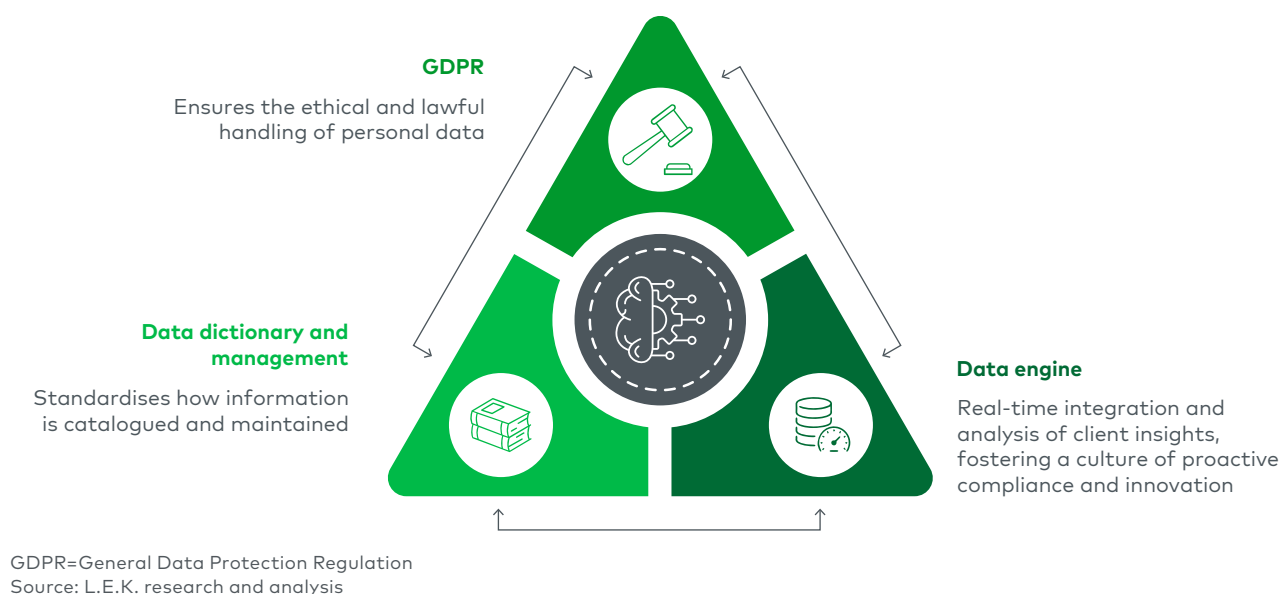 GDPR
Ensures the ethical and lawful
handling of personal data
Data dictionary and
management
Standardises how information
is catalogued and maintained
Data engine
Real-time integration and
analysis of client insights,
fostering a culture of proactive
compliance and innovation
GDPR=General Data Protection Regulation
Source: L.E.K. research and analysis